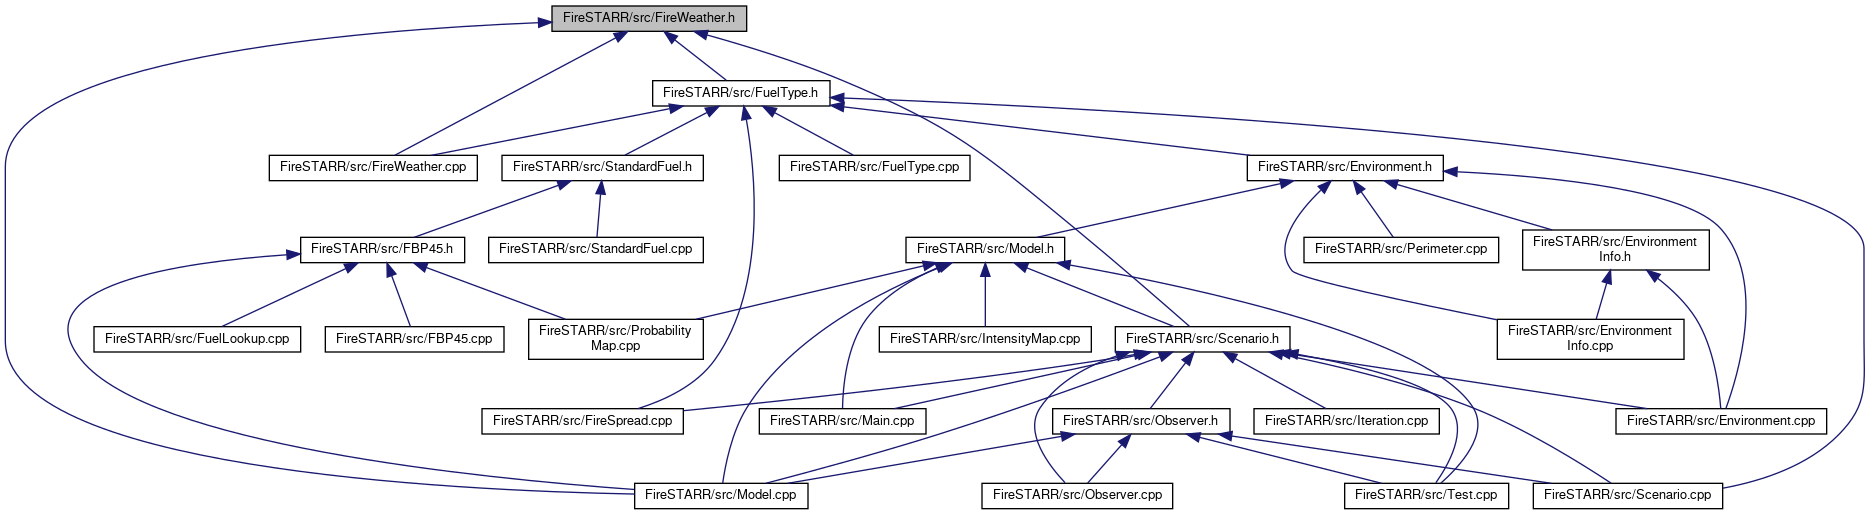 FireSTARR/src/FireWeather.h
FireSTARR/src/FuelType.h
FireSTARR/src/FireWeather.cpp
FireSTARR/src/StandardFuel.h
FireSTARR/src/FuelType.cpp
FireSTARR/src/Environment.h
FireSTARR/src/FBP45.h
FireSTARR/src/StandardFuel.cpp
FireSTARR/src/Model.h
FireSTARR/src/Perimeter.cpp
FireSTARR/src/Environment
Info.h
FireSTARR/src/FuelLookup.cpp
FireSTARR/src/FBP45.cpp
FireSTARR/src/Probability
Map.cpp
FireSTARR/src/IntensityMap.cpp
FireSTARR/src/Scenario.h
FireSTARR/src/Environment
Info.cpp
FireSTARR/src/FireSpread.cpp
FireSTARR/src/Main.cpp
FireSTARR/src/Observer.h
FireSTARR/src/Iteration.cpp
FireSTARR/src/Environment.cpp
FireSTARR/src/Model.cpp
FireSTARR/src/Observer.cpp
FireSTARR/src/Test.cpp
FireSTARR/src/Scenario.cpp